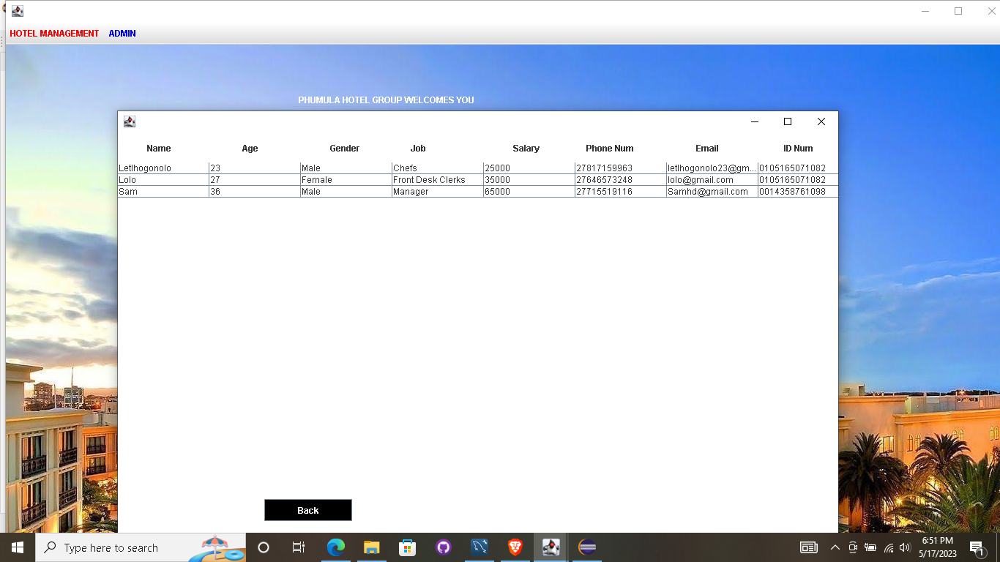 HOTEL MANAGEMENT ADMIN
PHUMULA HOTEL GROUP WELCOMES YOU
Name Age Gender Job Salary Phone Num Email ID Num
Letlhogonolo 23 Male Chefs 25000 27817159963 letlhogonolo23@gm... 0105165071082
Lolo 27 Female Front Desk Clerks 35000 27646573248 lolo@gmail.com 0105165071082
Sam 36 Male Manager 65000 27715519116 Samhd@gmail.com 0014358761098
Back
Type here to search
6:51 PM
5/17/2023
1